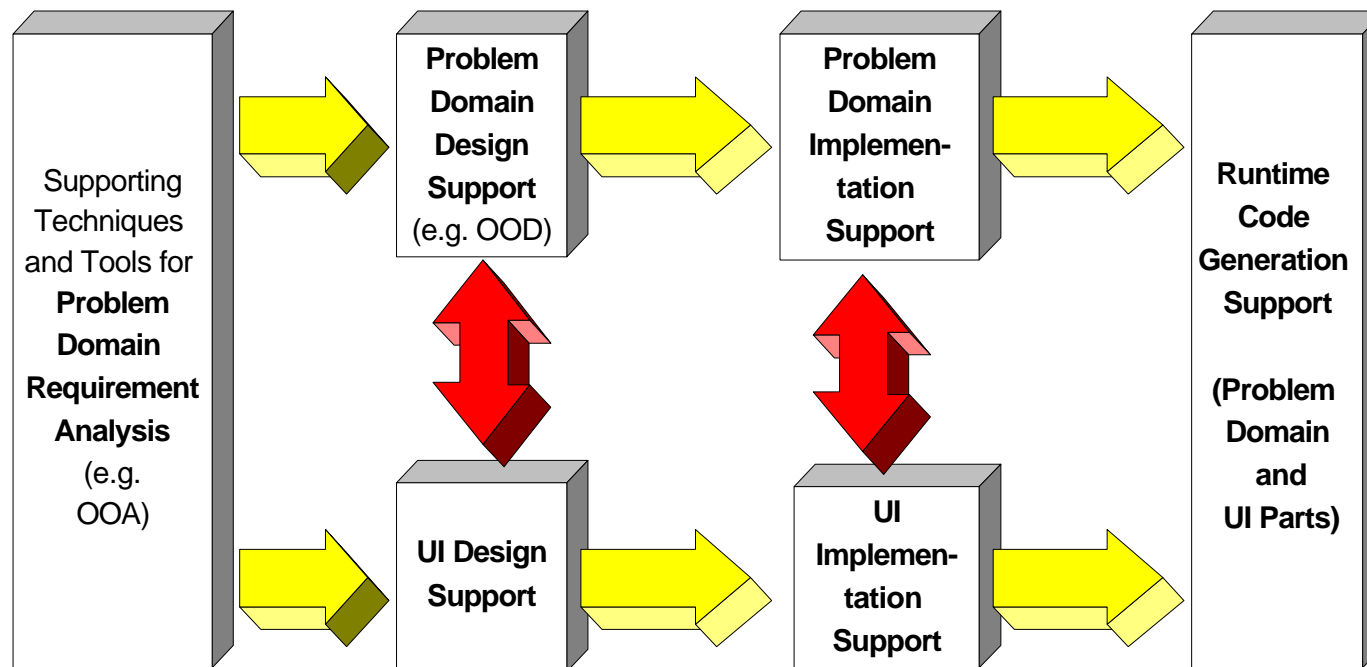 Supporting
Techniques
and Tools for
Problem
Domain
Requirement
Analysis
(e.g.
OOA)
Problem
Domain
Design
Support
(e.g. OOD)
UI Design
Support
Problem
Domain
Implemen-
tation
Support
UI
Implemen-
tation
Support
Runtime
Code
Generation
Support
(Problem
Domain
and
UI Parts)